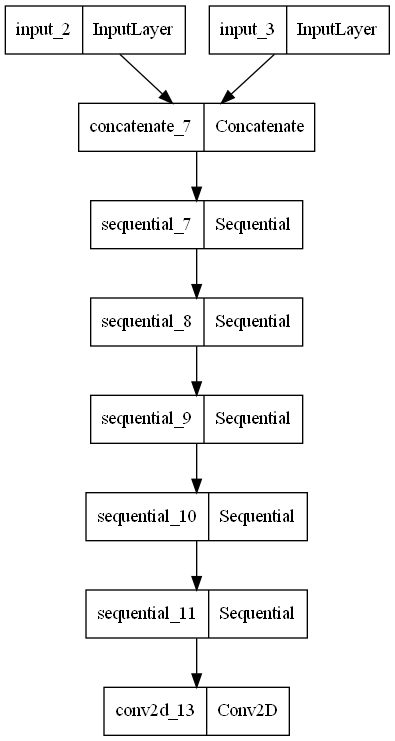 input_2 InputLayer input_3 InputLayer
concatenate_7 Concatenate
sequential_7 Sequential
sequential_8 Sequential
sequential_9 Sequential
sequential_10 Sequential
sequential_11 Sequential
conv2d_13 Conv2D